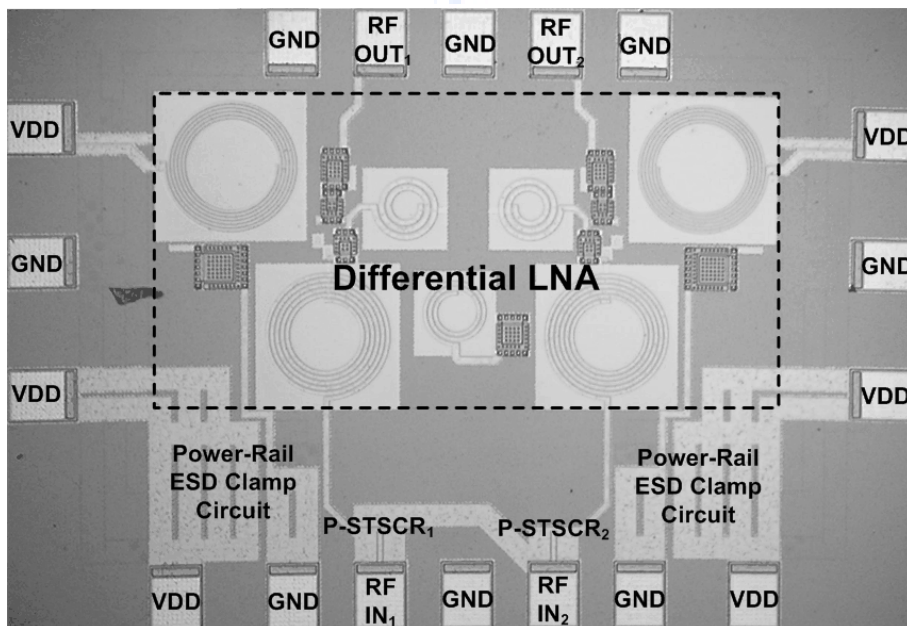 GND
RF
OUT₁
GND
RF
OUT₂
GND
VDD
VDD
GND
Differential LNA
GND
VDD
VDD
Power-Rail
ESD Clamp
Circuit
Power-Rail
ESD Clamp
Circuit
P-STSCR₁
P-STSCR₂
VDD
GND
RF
IN₁
GND
RF
IN₂
GND
VDD